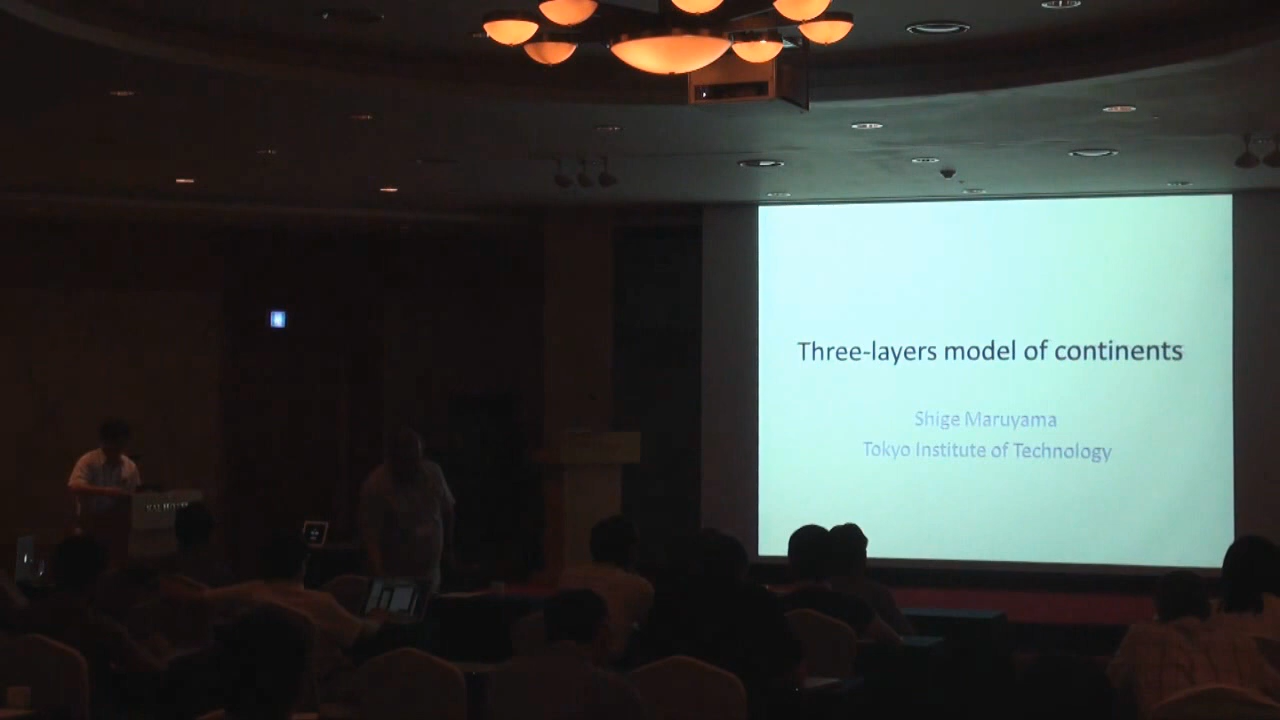 Three-layers model of continents
Shige Maruyama
Tokyo Institute of Technology